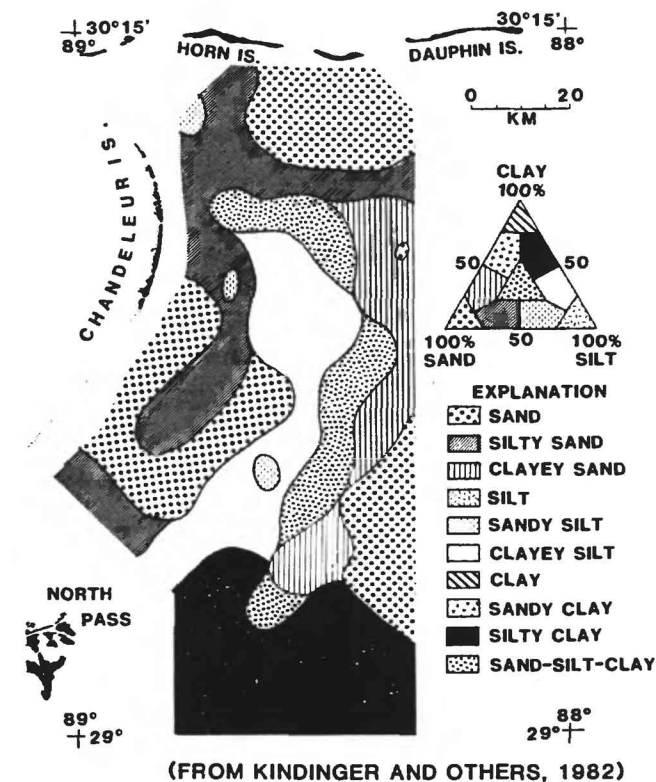 30°15'
89°
HORN IS.
DAUPHIN IS.
30°15'
88°
0 20
KM
CHANDELEUR IS.
CLAY
100%
50 50
100% 50 100%
SAND SILT
EXPLANATION
SAND
SILTY SAND
CLAYEY SAND
SILT
SANDY SILT
CLAYEY SILT
CLAY
SANDY CLAY
SILTY CLAY
SAND-SILT-CLAY
NORTH
PASS
89°
29°
88°
29°
(FROM KINDINGER AND OTHERS, 1982)